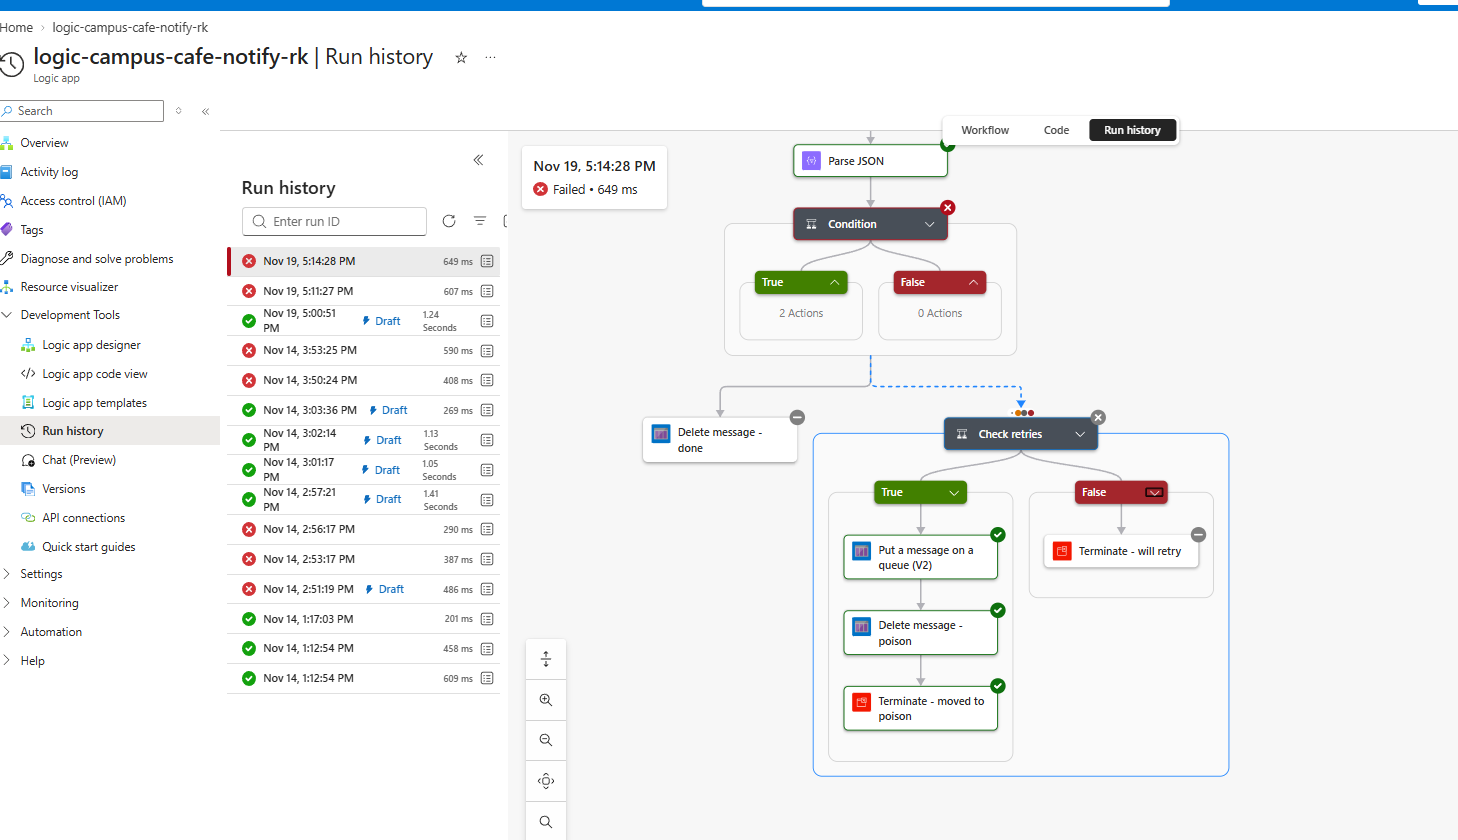 Home > logic-campus-cafe-notify-rk
logic-campus-cafe-notify-rk | Run history
Logic app
Search
Overview
Activity log
Access control (IAM)
Tags
Diagnose and solve problems
Resource visualizer
Development Tools
Logic app designer
Logic app code view
Logic app templates
Run history
Chat (Preview)
Versions
API connections
Quick start guides
Settings
Monitoring
Automation
Help
Run history
Enter run ID
Nov 19, 5:14:28 PM 649 ms
Nov 19, 5:11:27 PM 607 ms
Nov 19, 5:00:51 PM Draft 1.24 Seconds
Nov 14, 3:53:25 PM 590 ms
Nov 14, 3:50:24 PM 408 ms
Nov 14, 3:03:36 PM Draft 269 ms
Nov 14, 3:02:14 PM Draft 1.13 Seconds
Nov 14, 3:01:17 PM Draft 1.05 Seconds
Nov 14, 2:57:21 PM Draft 1.41 Seconds
Nov 14, 2:56:17 PM 290 ms
Nov 14, 2:53:17 PM 387 ms
Nov 14, 2:51:19 PM Draft 486 ms
Nov 14, 1:17:03 PM 201 ms
Nov 14, 1:12:54 PM 458 ms
Nov 14, 1:12:54 PM 609 ms
Workflow Code Run history
Nov 19, 5:14:28 PM
Failed • 649 ms
Parse JSON
Condition
True
2 Actions
False
0 Actions
Delete message -
done
Check retries
True
Put a message on a
queue (V2)
Delete message -
poison
Terminate - moved to
poison
False
Terminate - will retry